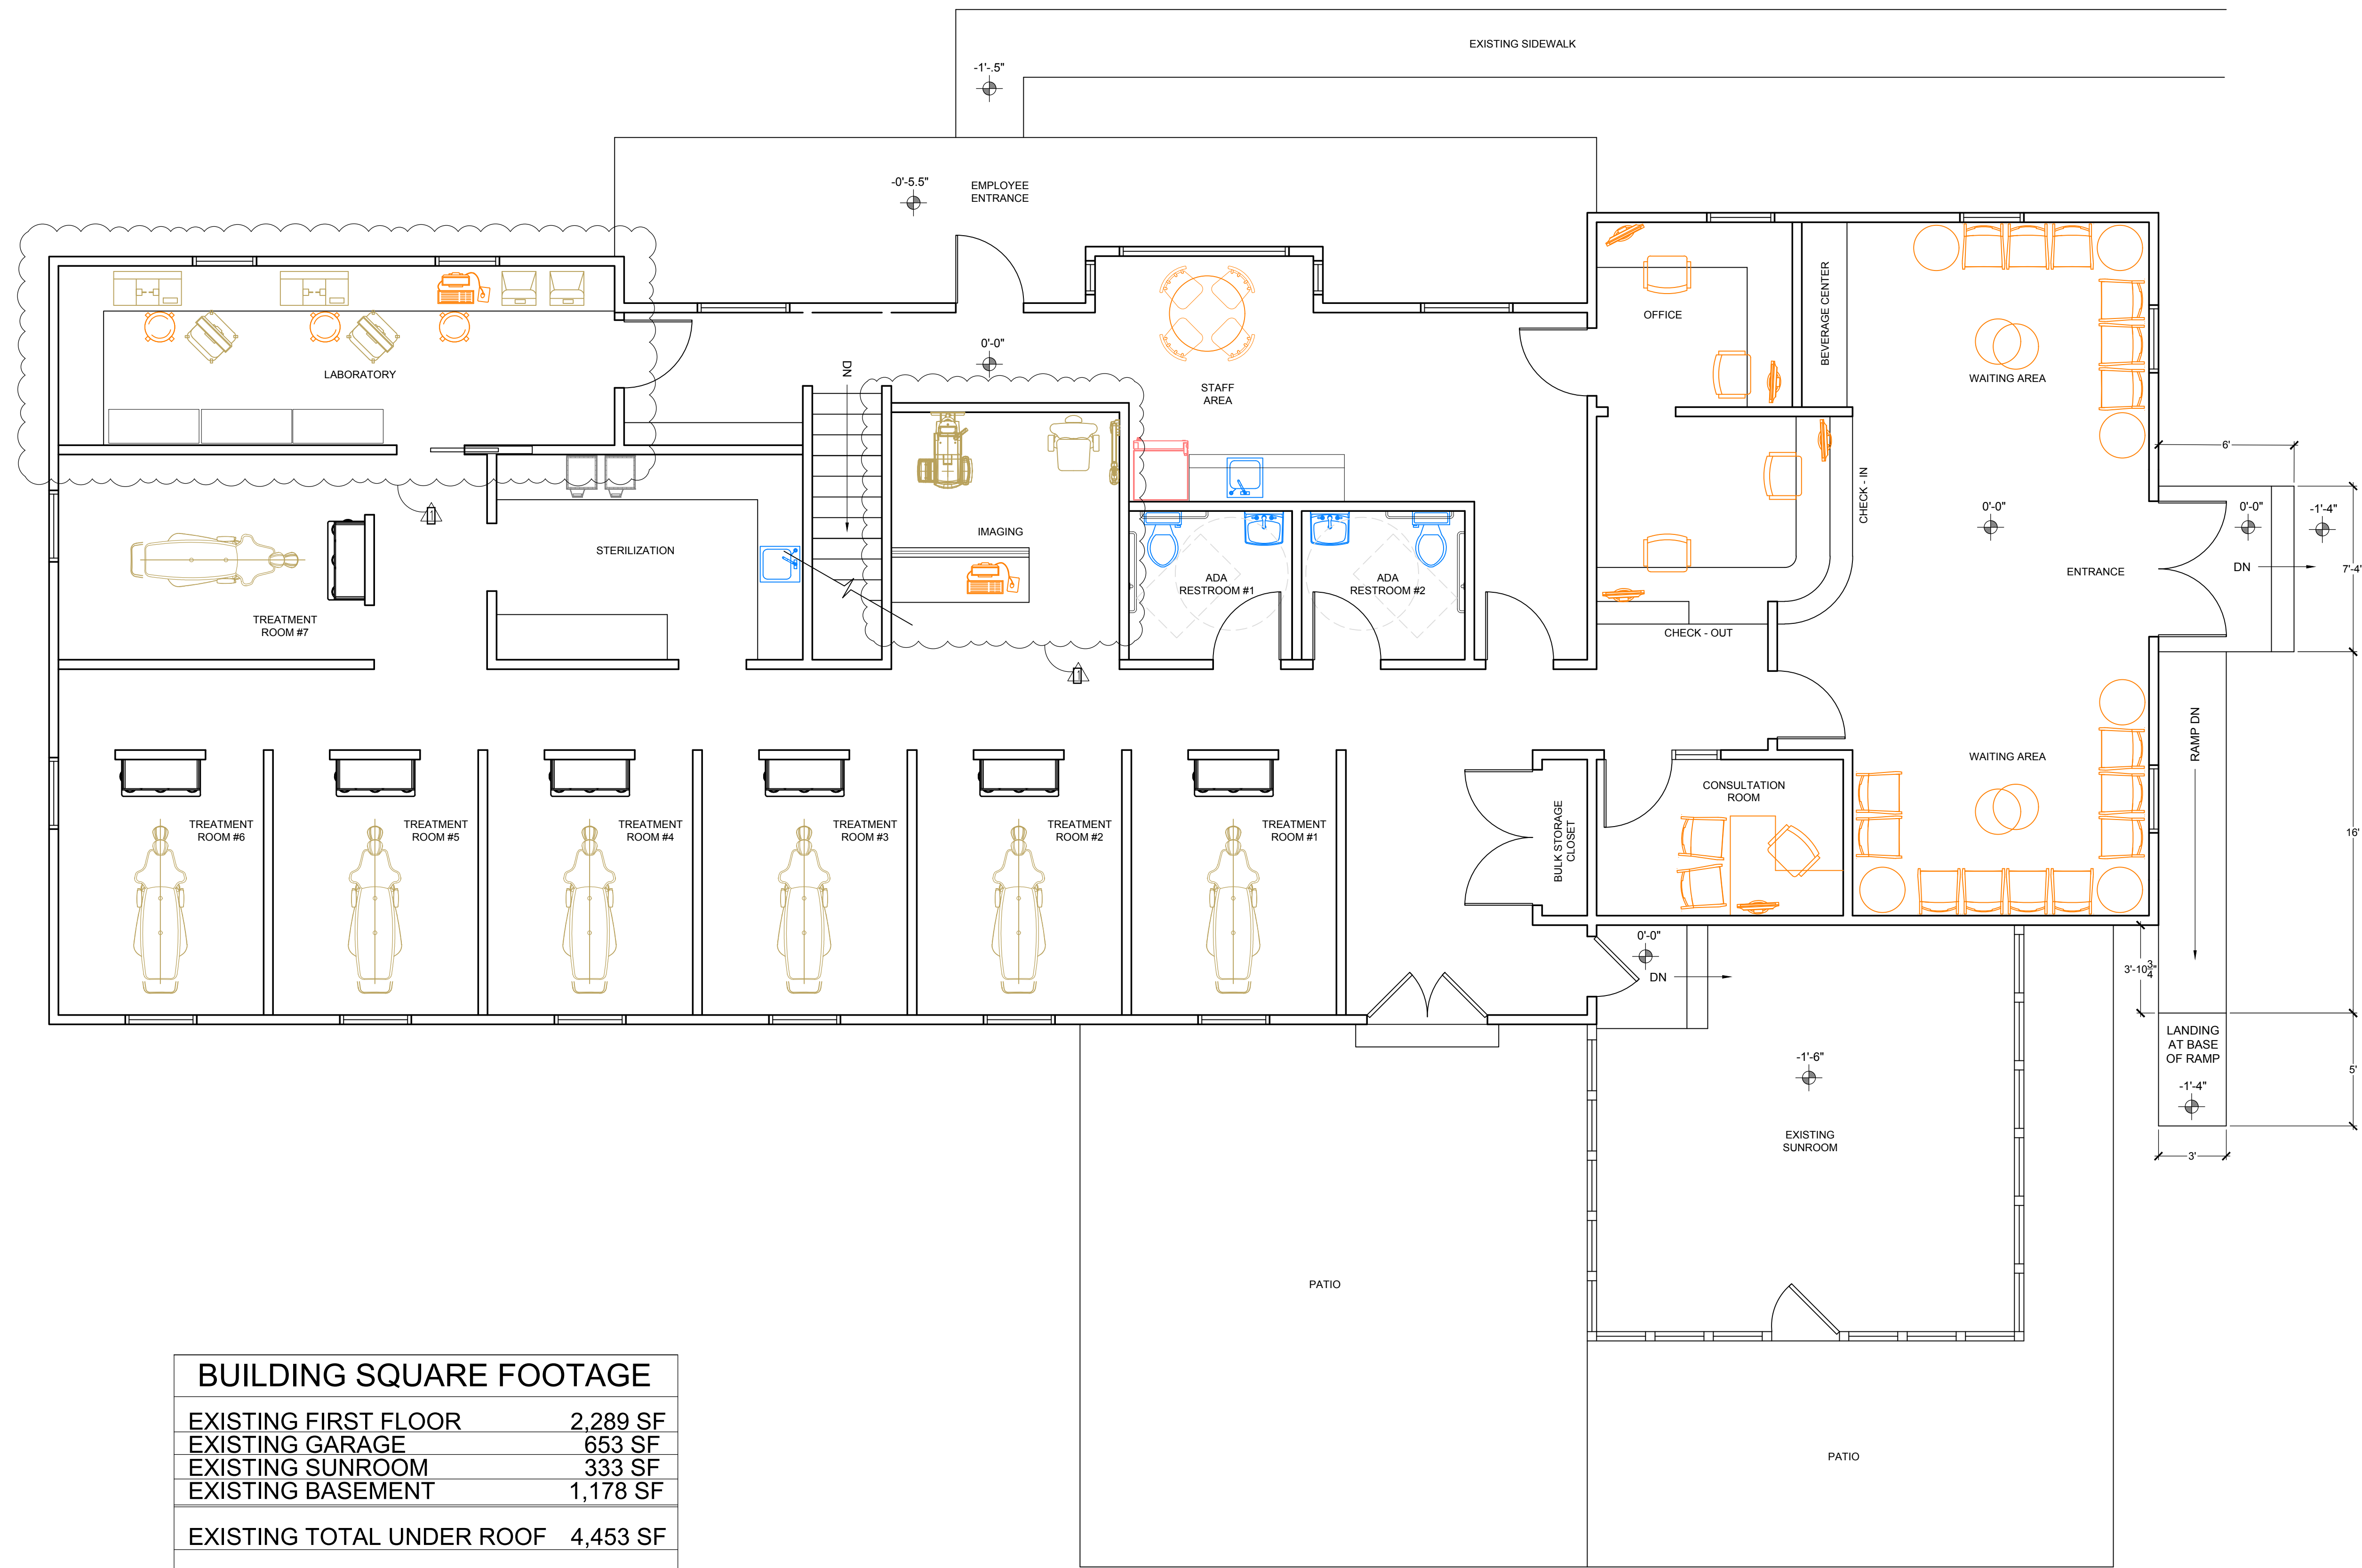 EXISTING SIDEWALK
-1'-.5"
-0'-5.5"
EMPLOYEE
ENTRANCE
OFFICE
BEVERAGE CENTER
WAITING AREA
LABORATORY
DN
0'-0"
STAFF
AREA
CHECK - IN
6'
IMAGING
STERILIZATION
ADA
RESTROOM #1
ADA
RESTROOM #2
0'-0"
ENTRANCE
0'-0"
-1'-4"
DN
7'-4'
TREATMENT
ROOM #7
CHECK - OUT
1
1
RAMP DN
WAITING AREA
CONSULTATION
ROOM
BULK STORAGE
CLOSET
TREATMENT
ROOM #6
TREATMENT
ROOM #5
TREATMENT
ROOM #4
TREATMENT
ROOM #3
TREATMENT
ROOM #2
TREATMENT
ROOM #1
16'
0'-0"
DN
3'-10 3/4"
LANDING
AT BASE
OF RAMP
-1'-4"
5'
3'
-1'-6"
EXISTING
SUNROOM
PATIO
PATIO
BUILDING SQUARE FOOTAGE
EXISTING FIRST FLOOR 2,289 SF
EXISTING GARAGE 653 SF
EXISTING SUNROOM 333 SF
EXISTING BASEMENT 1,178 SF
EXISTING TOTAL UNDER ROOF 4,453 SF